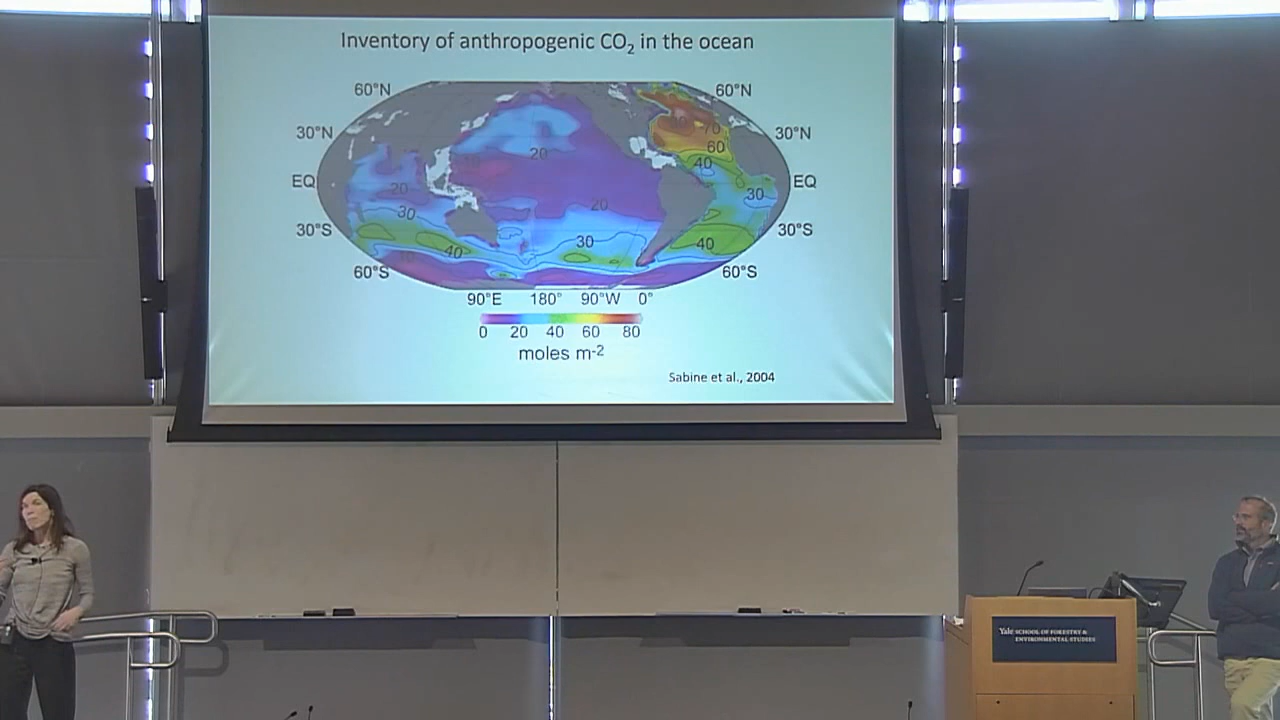 Inventory of anthropogenic CO₂ in the ocean
60°N 60°N
30°N 30°N
EQ EQ
30°S 30°S
60°S 60°S
70
60
20 40
20 30
30 20
30 40
40
90°E 180° 90°W 0°
0 20 40 60 80
moles m-2
Sabine et al., 2004
Yale SCHOOL OF FORESTRY &
ENVIRONMENTAL STUDIES